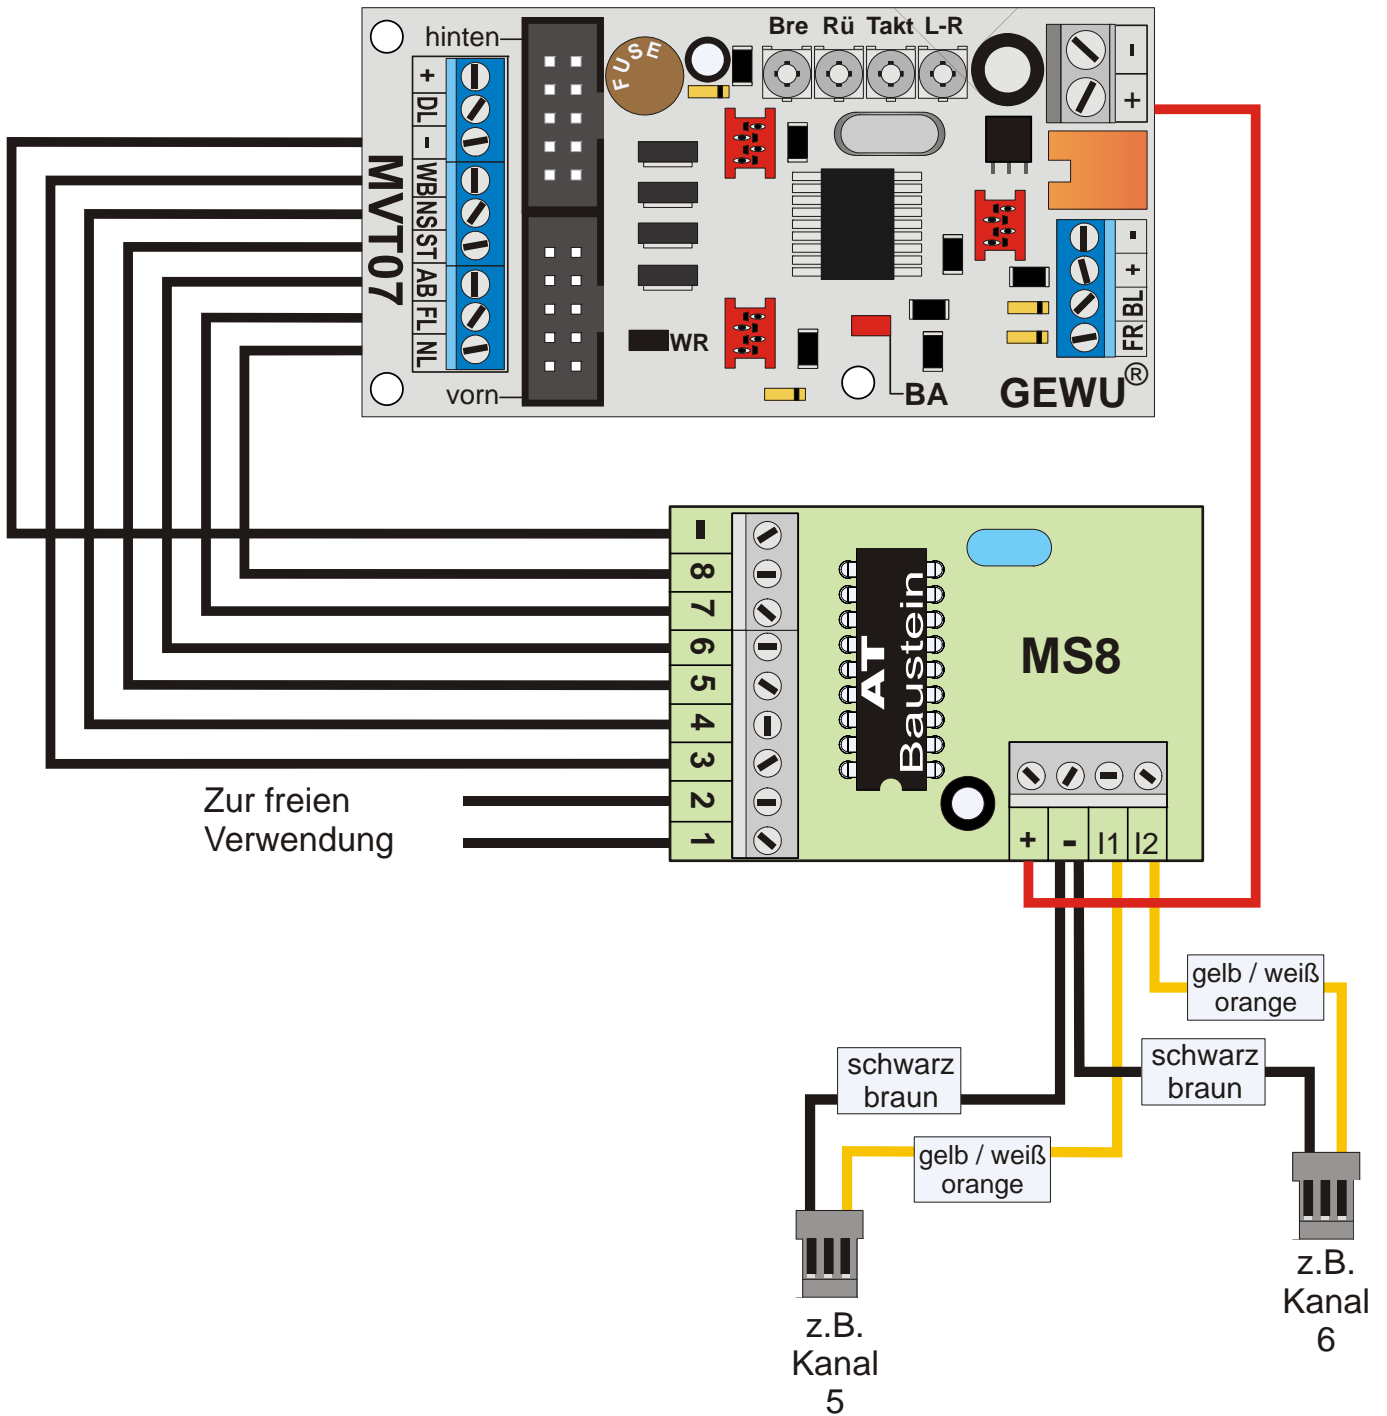 hinten
FUSE
Bre Rü Takt L-R
-
+
+
DL
-
WB
NS
ST
AB
FL
NL
MVT07
vorn
WR
BA
-
+
BL
FR
GEWU®
-
8
7
6
5
4
3
2
1
AT
Baustein
MS8
+ - I1 I2
Zur freien
Verwendung
gelb / weiß
orange
schwarz
braun
schwarz
braun
gelb / weiß
orange
z.B.
Kanal
5
z.B.
Kanal
6